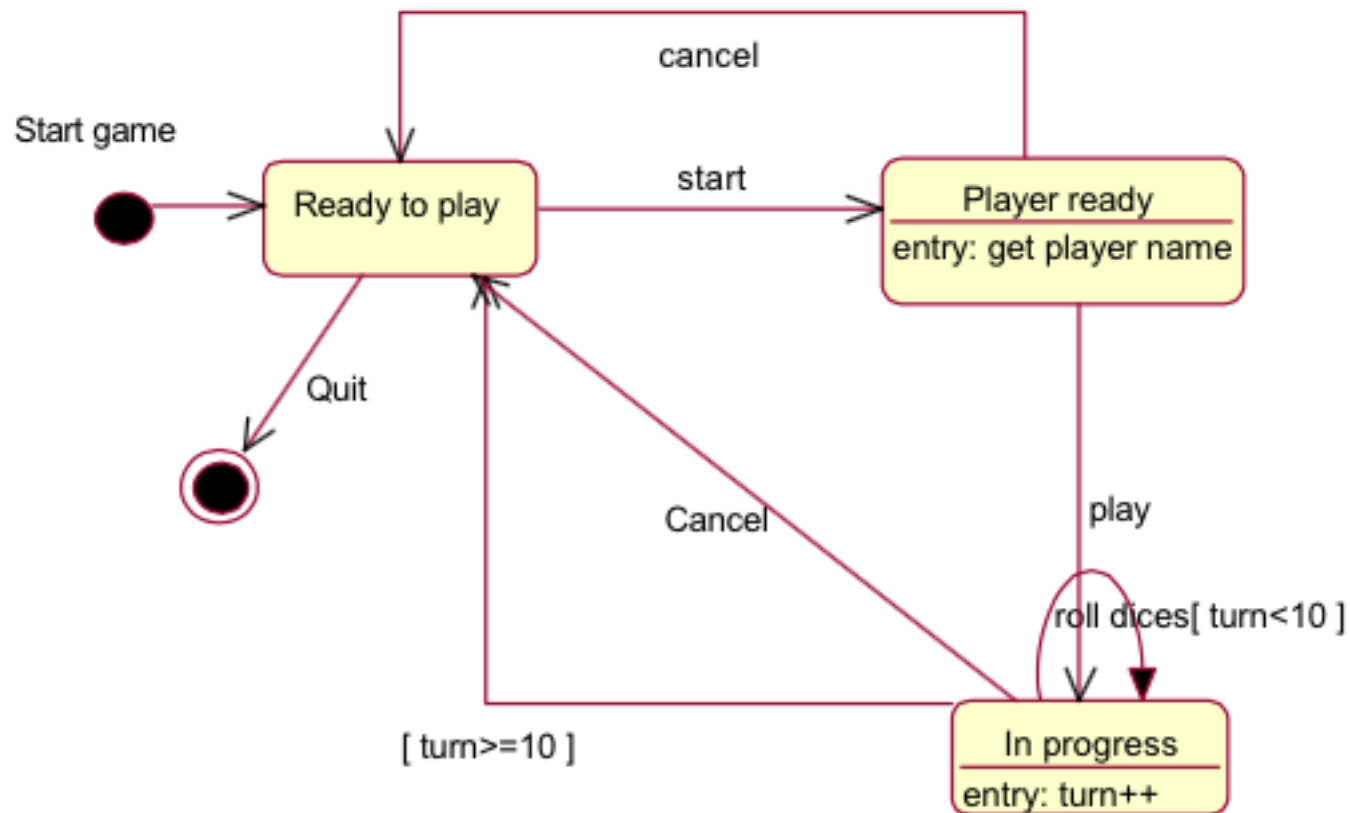 cancel
Start game
Ready to play
start
Player ready
entry: get player name
Quit
Cancel
play
roll dices[ turn<10 ]
[ turn>=10 ]
In progress
entry: turn++